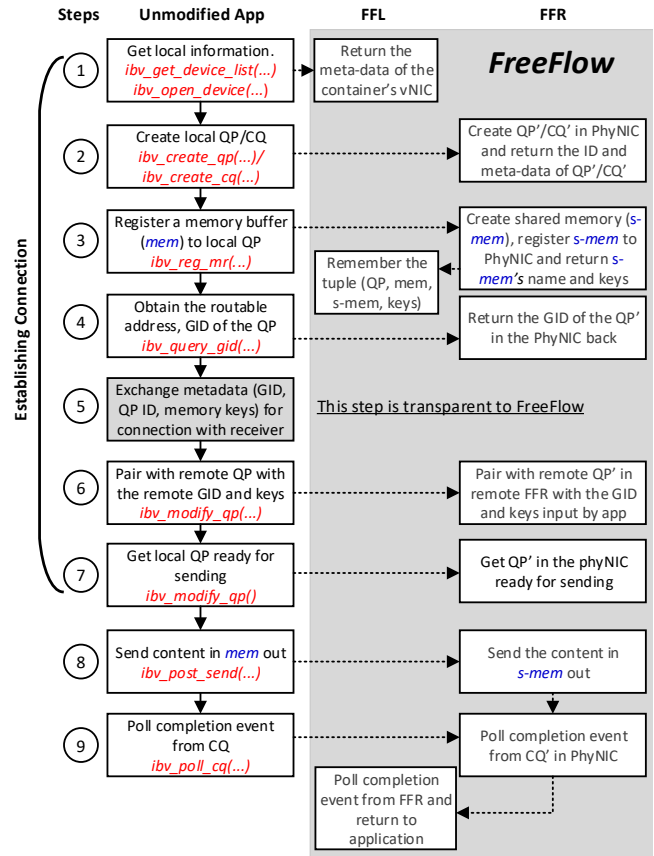 Steps
Unmodified App
FFL
FFR
FreeFlow
Establishing Connection
1
Get local information.
ibv_get_device_list(...)
ibv_open_device(...)
Return the
meta-data of the
container's vNIC
2
Create local QP/CQ
ibv_create_qp(...)/
ibv_create_cq(...)
Create QP'/CQ' in PhyNIC
and return the ID and
meta-data of QP'/CQ'
3
Register a memory buffer
(mem) to local QP
ibv_reg_mr(...)
Create shared memory (s-
mem), register s-mem to
PhyNIC and return s-
mem's name and keys
Remember the
tuple (QP, mem,
s-mem, keys)
4
Obtain the routable
address, GID of the QP
ibv_query_gid(...)
Return the GID of the QP'
in the PhyNIC back
5
Exchange metadata (GID,
QP ID, memory keys) for
connection with receiver
This step is transparent to FreeFlow
6
Pair with remote QP with
the remote GID and keys
ibv_modify_qp(...)
Pair with remote QP' in
remote FFR with the GID
and keys input by app
7
Get local QP ready for
sending
ibv_modify_qp()
Get QP' in the phyNIC
ready for sending
8
Send content in mem out
ibv_post_send(...)
Send the content in
s-mem out
9
Poll completion event
from CQ
ibv_poll_cq(...)
Poll completion event
from CQ' in PhyNIC
Poll completion
event from FFR and
return to
application